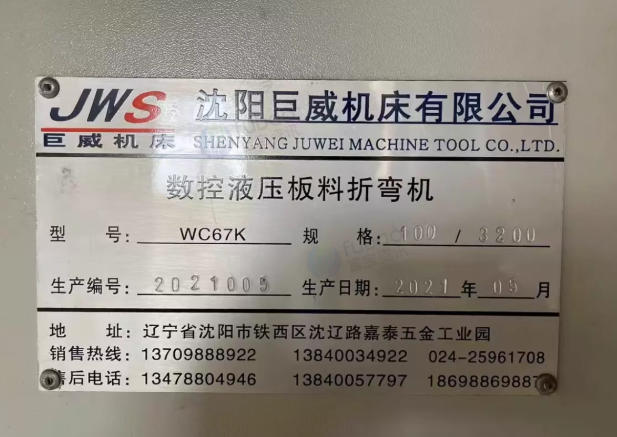 JWS 沈阳巨威机床有限公司
巨威机床 SHENYANG JUWEI MACHINE TOOL CO.,LTD.
数控液压板料折弯机
型 号: WC67K 规 格: 100 / 3200
生产编号: 2021005 生产日期: 2021 年 05 月
地 址: 辽宁省沈阳市铁西区沈辽路嘉泰五金工业园
销售热线: 13709888922 13840034922 024-25961708
售后电话: 13478804946 13840057797 18698869887